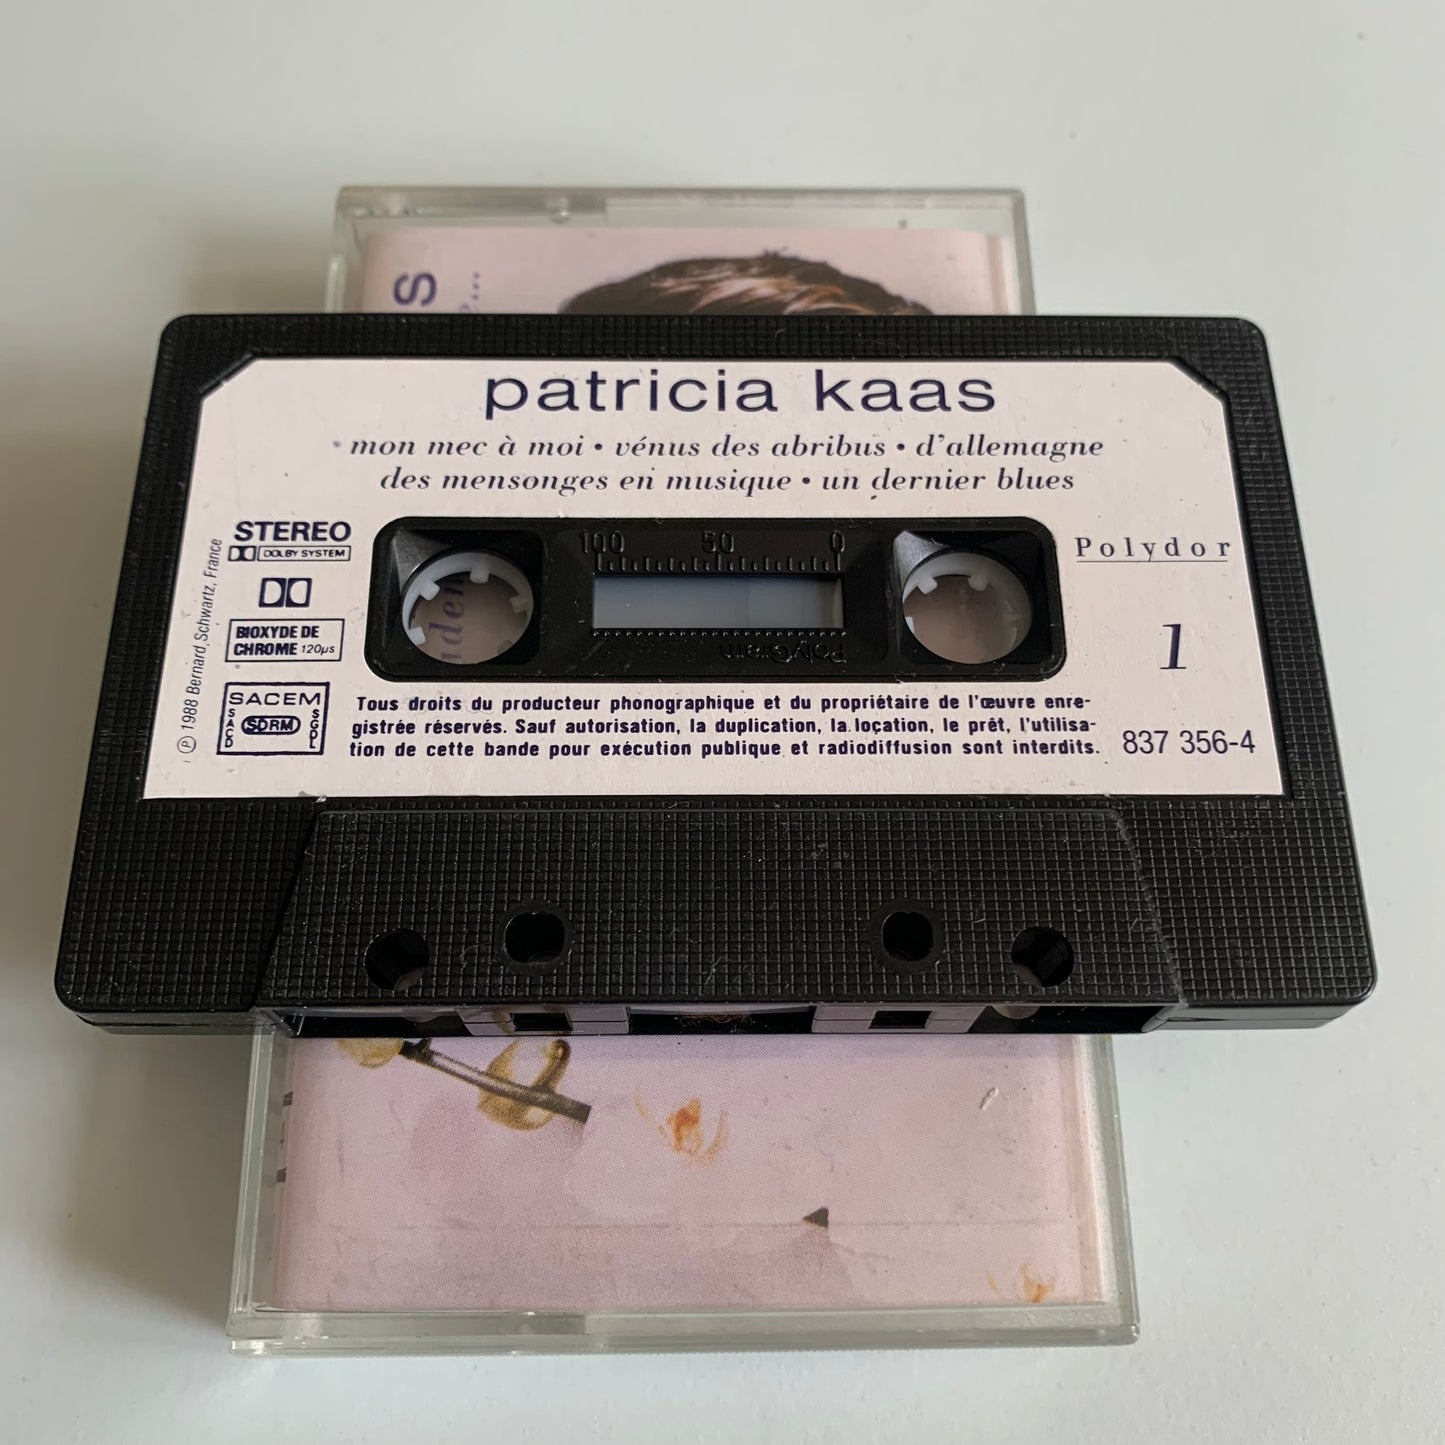 s
patricia kaas
mon mec à moi • vénus des abribus • d'allemagne
des mensonges en musique • un dernier blues
STEREO
DOLBY SYSTEM
BIOXYDE DE
CHROME 120µs
SACEM
SACD
SDRM
SGDL
Ⓟ 1988 Bernard Schwartz, France
100 50 0
PolyGram
Polydor
1
Tous droits du producteur phonographique et du propriétaire de l'œuvre enre-
gistrée réservés. Sauf autorisation, la duplication, la location, le prêt, l'utilisa-
tion de cette bande pour exécution publique et radiodiffusion sont interdits.
837 356-4